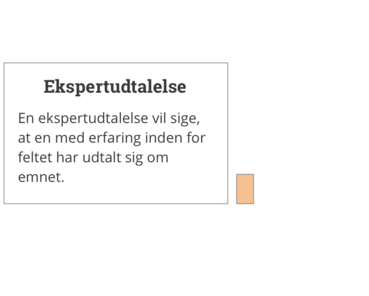 Ekspertudtalelse
En ekspertudtalelse vil sige,
at en med erfaring inden for
feltet har udtalt sig om
emnet.